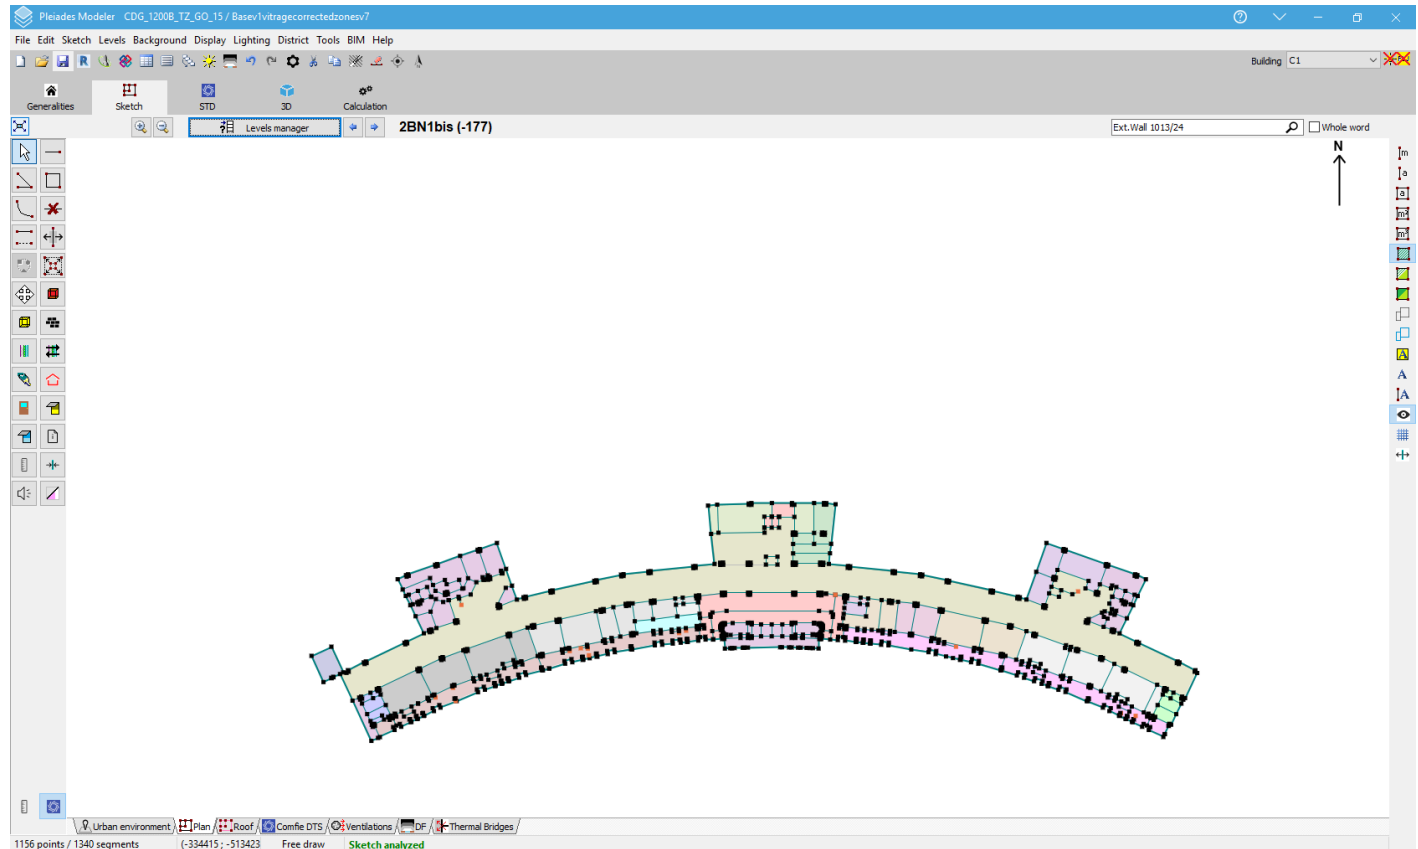 Pleiades Modeler CDG_1200B_TZ_GO_15 / Basev1vitragecorrectedzonesv7
File Edit Sketch Levels Background Display Lighting District Tools BIM Help
R
Building C1
Generalities Sketch STD 3D Calculation
Levels manager 2BN1bis (-177) Ext.Wall 1013/24 Whole word
N
m
a
a
m²
m³
A
A
A
Urban environment Plan Roof Comfie DTS Ventilations DF Thermal Bridges
1156 points / 1340 segments (-334415 ; -513423 Free draw Sketch analyzed